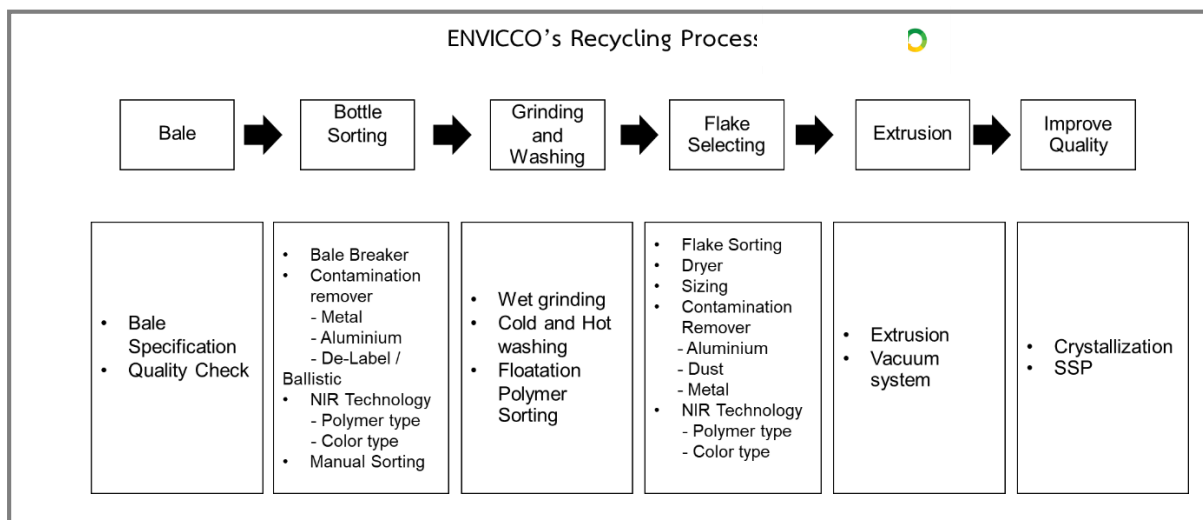 ENVICCO's Recycling Process
Bale
Bottle
Sorting
Grinding
and
Washing
Flake
Selecting
Extrusion
Improve
Quality
• Bale
Specification
• Quality Check
• Bale Breaker
• Contamination
remover
- Metal
- Aluminium
- De-Label /
Ballistic
• NIR Technology
- Polymer type
- Color type
• Manual Sorting
• Wet grinding
• Cold and Hot
washing
• Floatation
Polymer
Sorting
• Flake Sorting
• Dryer
• Sizing
• Contamination
Remover
- Aluminium
- Dust
- Metal
• NIR Technology
- Polymer type
- Color type
• Extrusion
• Vacuum
system
• Crystallization
• SSP